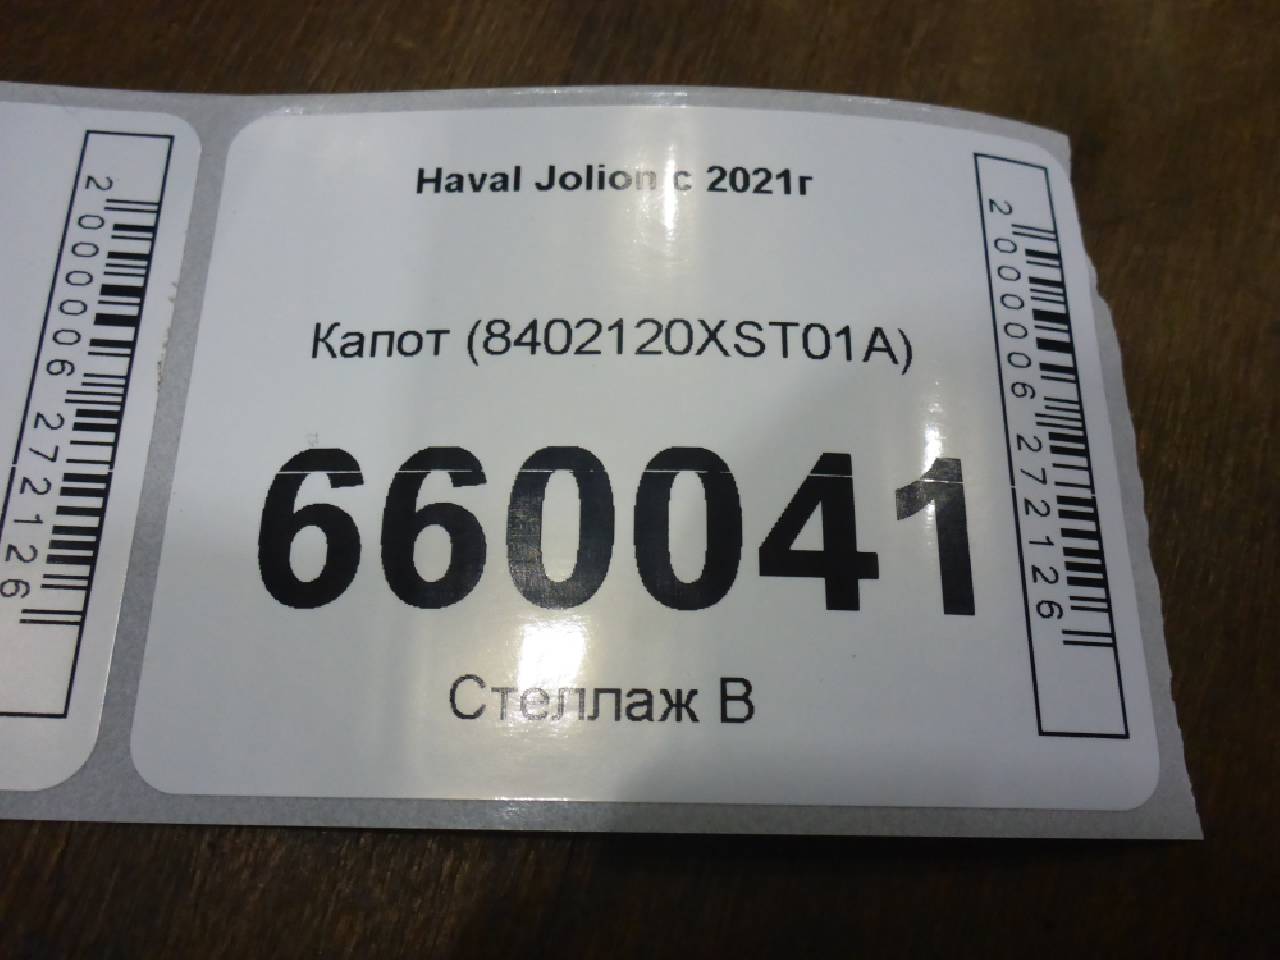 2000006272126
Haval Jolion с 2021г
Капот (8402120XST01A)
660041
Стеллаж В
2000006272126